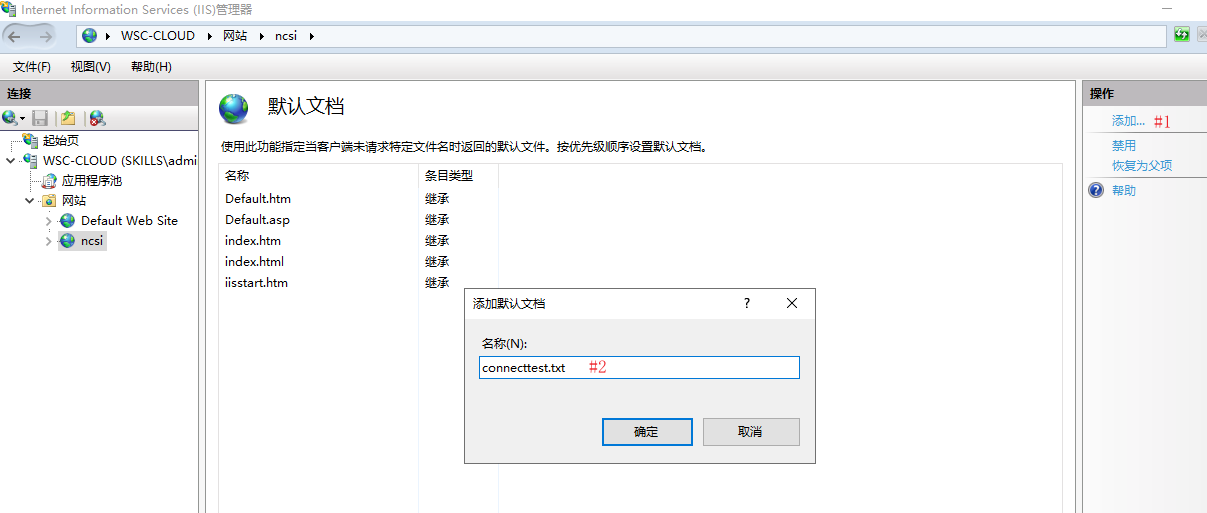 Internet Information Services (IIS)管理器
WSC-CLOUD 网站 ncsi
文件(F) 视图(V) 帮助(H)
连接
起始页
WSC-CLOUD (SKILLS\admi
应用程序池
网站
Default Web Site
ncsi
默认文档
使用此功能指定当客户端未请求特定文件名时返回的默认文件。按优先级顺序设置默认文档。
名称 条目类型
Default.htm 继承
Default.asp 继承
index.htm 继承
index.html 继承
iisstart.htm 继承
添加默认文档 ?
名称(N):
connecttest.txt #2
确定 取消
操作
添加... #1
禁用
恢复为父项
帮助